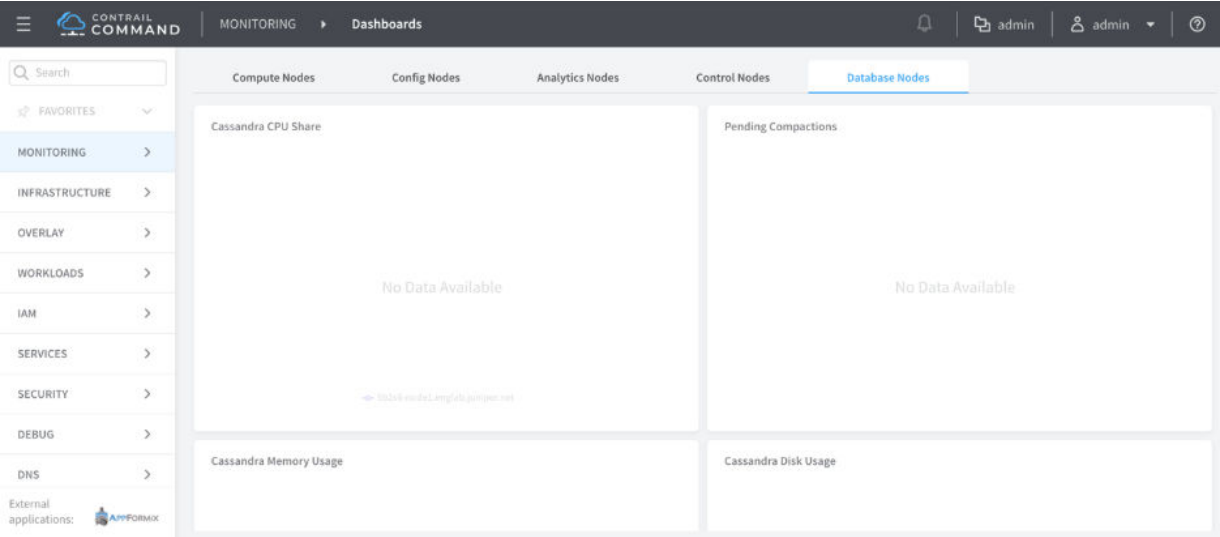 CONTRAIL
COMMAND
MONITORING
Dashboards
admin
admin
Search
FAVORITES
MONITORING
INFRASTRUCTURE
OVERLAY
WORKLOADS
IAM
SERVICES
SECURITY
DEBUG
DNS
External
applications:
APPFORMIX
Compute Nodes
Config Nodes
Analytics Nodes
Control Nodes
Database Nodes
Cassandra CPU Share
No Data Available
Pending Compactions
No Data Available
Cassandra Memory Usage
Cassandra Disk Usage